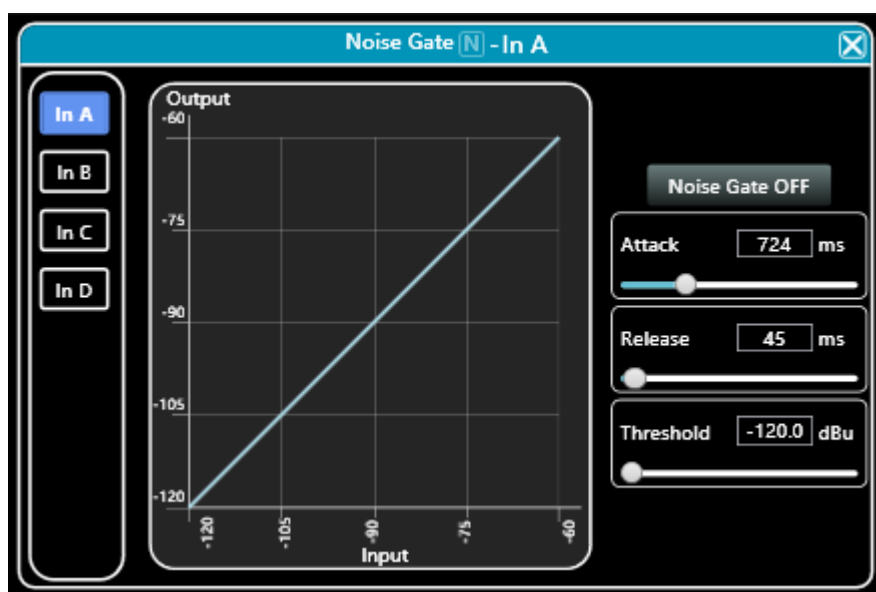 Noise Gate N - In A
In A
In B
In C
In D
Output
-60
-75
-90
-105
-120
-120
-105
-90
-75
-60
Input
Noise Gate OFF
Attack 724 ms
Release 45 ms
Threshold -120.0 dBu